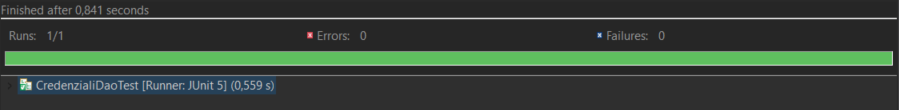 Finished after 0,841 seconds
Runs: 1/1 Errors: 0 Failures: 0
CredenzialiDaoTest [Runner: JUnit 5] (0,559 s)